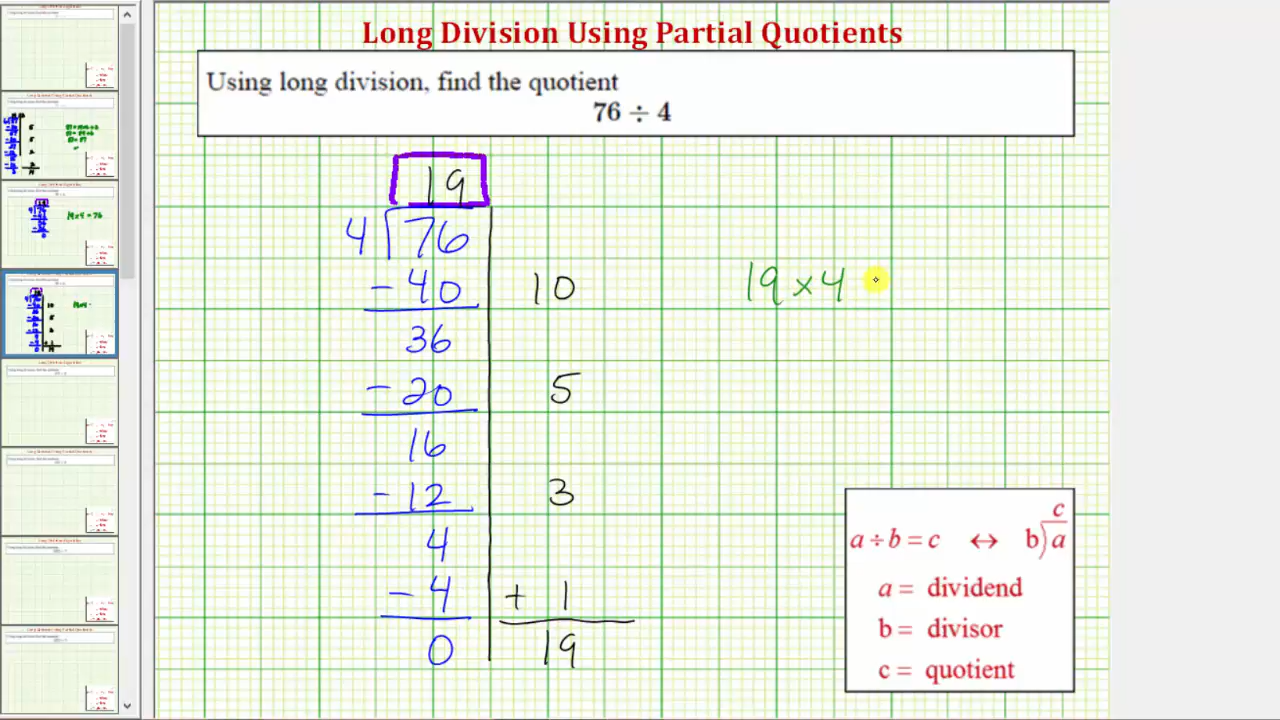 Long Division Using Partial Quotients
Using long division, find the quotient
76 ÷ 4
19
4 76
- 40 10
36
- 20 5
16
- 12 3
4
- 4 + 1
0 19
19 × 4
c
a ÷ b = c ↔ b)a
a = dividend
b = divisor
c = quotient